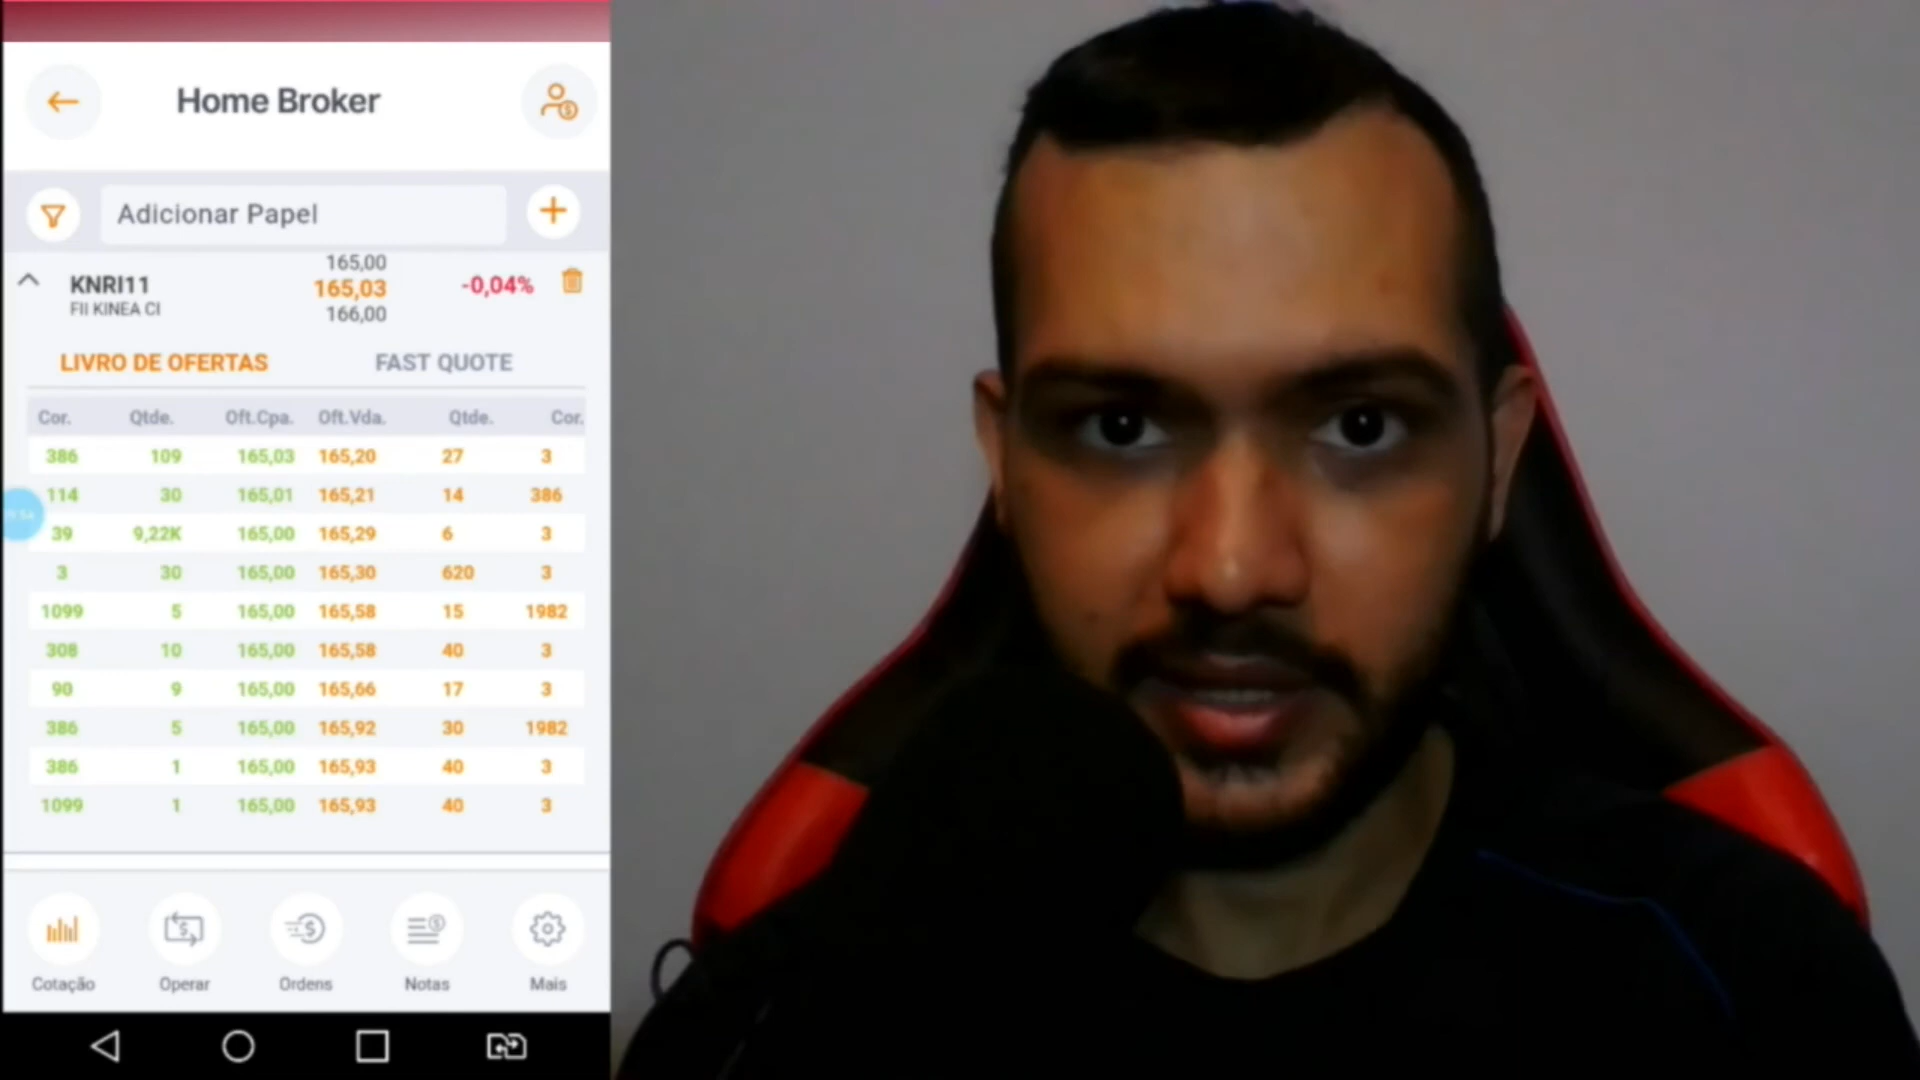 Home Broker
Adicionar Papel
165,00
KNRI11 165,03 -0,04%
FII KINEA CI 166,00
LIVRO DE OFERTAS FAST QUOTE
Cor. Qtde. Oft.Cpa. Oft.Vda. Qtde. Cor.
386 109 165,03 165,20 27 3
114 30 165,01 165,21 14 386
39 9,22K 165,00 165,29 6 3
3 30 165,00 165,30 620 3
1099 5 165,00 165,58 15 1982
308 10 165,00 165,58 40 3
90 9 165,00 165,66 17 3
386 5 165,00 165,92 30 1982
386 1 165,00 165,93 40 3
1099 1 165,00 165,93 40 3
Cotação Operar Ordens Notas Mais